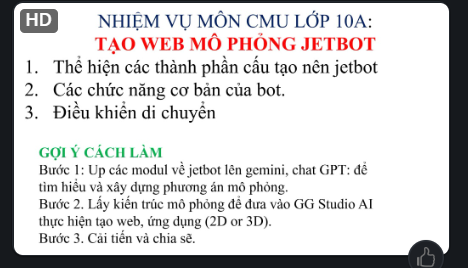 HD
NHIỆM VỤ MÔN CMU LỚP 10A:
TẠO WEB MÔ PHỎNG JETBOT
1. Thể hiện các thành phần cấu tạo nên jetbot
2. Các chức năng cơ bản của bot.
3. Điều khiển di chuyển
GỢI Ý CÁCH LÀM
Bước 1: Up các modul về jetbot lên gemini, chat GPT: để
tìm hiểu và xây dựng phương án mô phỏng.
Bước 2. Lấy kiến trúc mô phỏng để đưa vào GG Studio AI
thực hiện tạo web, ứng dụng (2D or 3D).
Bước 3. Cải tiến và chia sẽ.